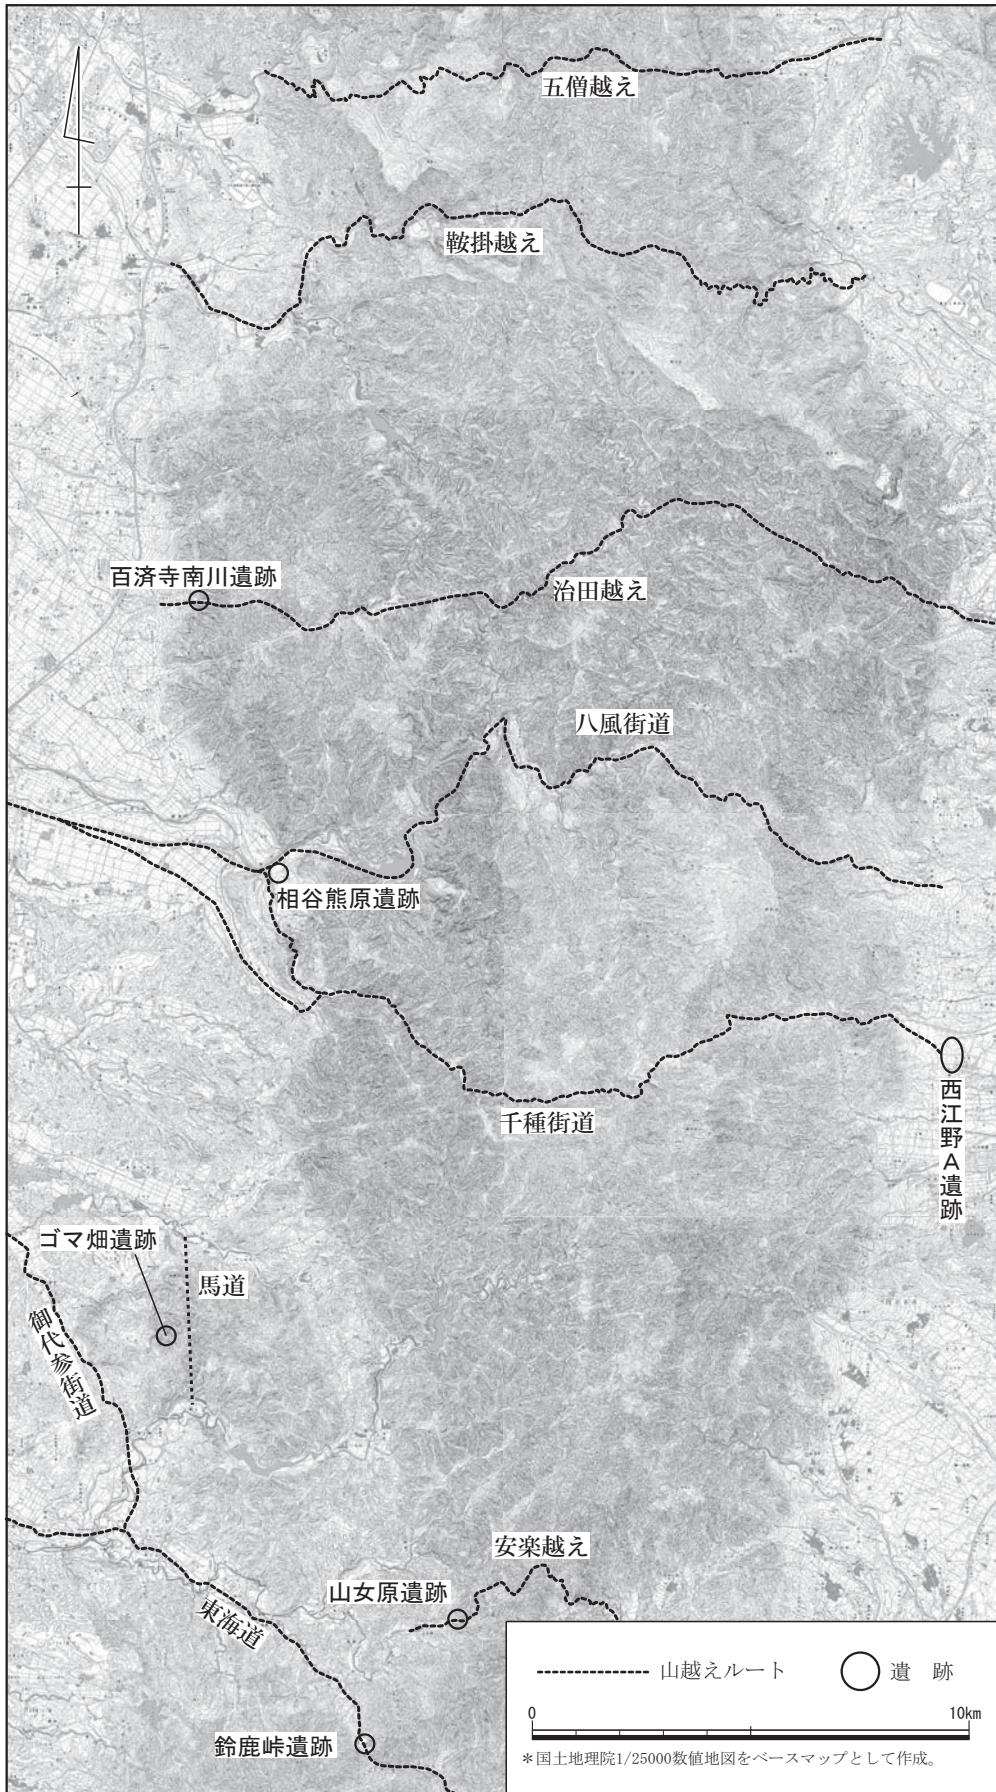 五僧越え
鞍掛越え
百済寺南川遺跡
治田越え
八風街道
相谷熊原遺跡
千種街道
西江野A遺跡
ゴマ畑遺跡
馬道
御代参街道
安楽越え
山女原遺跡
東海道
鈴鹿峠遺跡
山越えルート
遺 跡
0 10km
*国土地理院1/25000数値地図をベースマップとして作成。